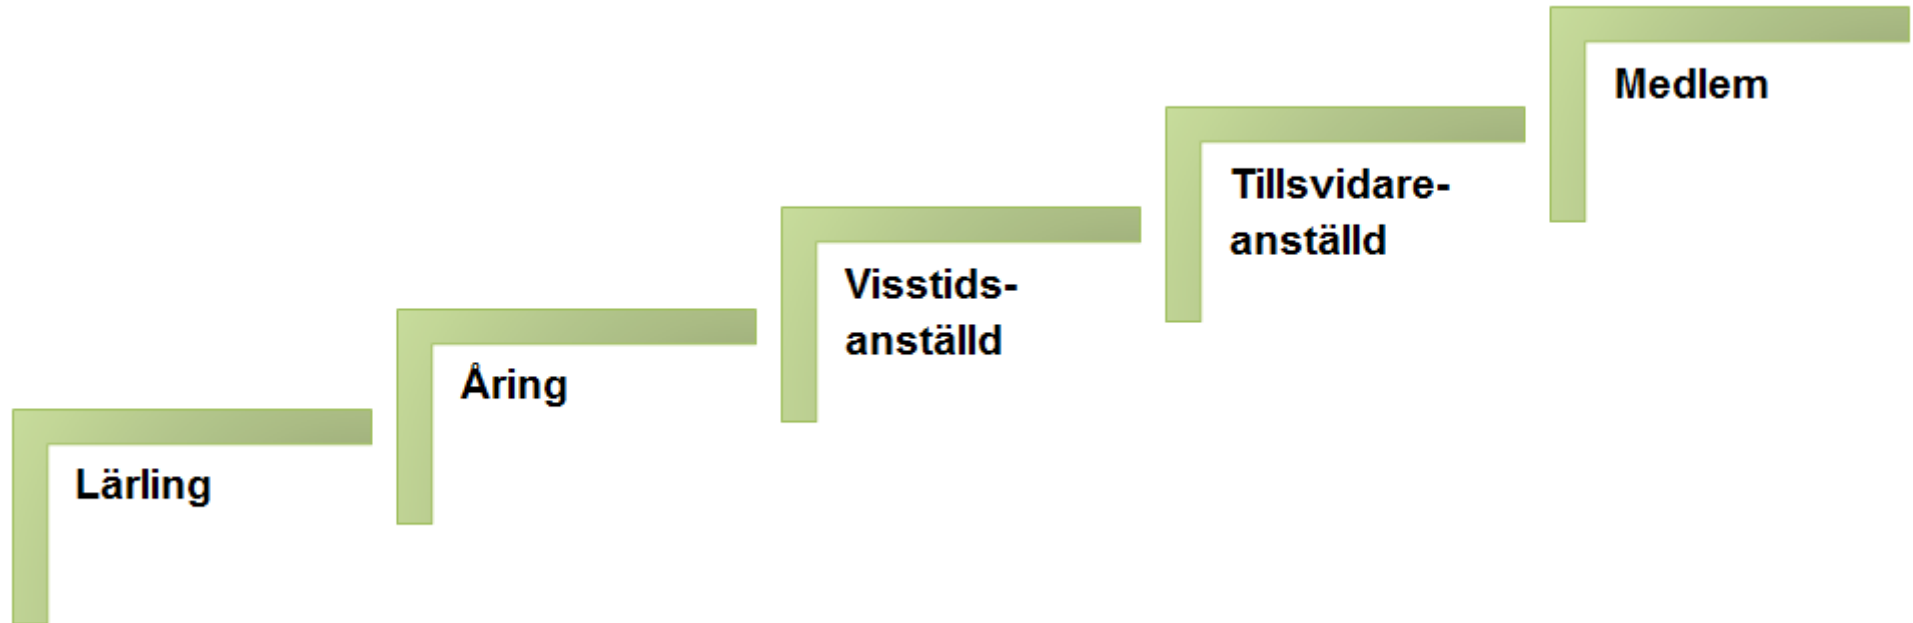 Lärling
Åring
Visstids-
anställd
Tillsvidare-
anställd
Medlem